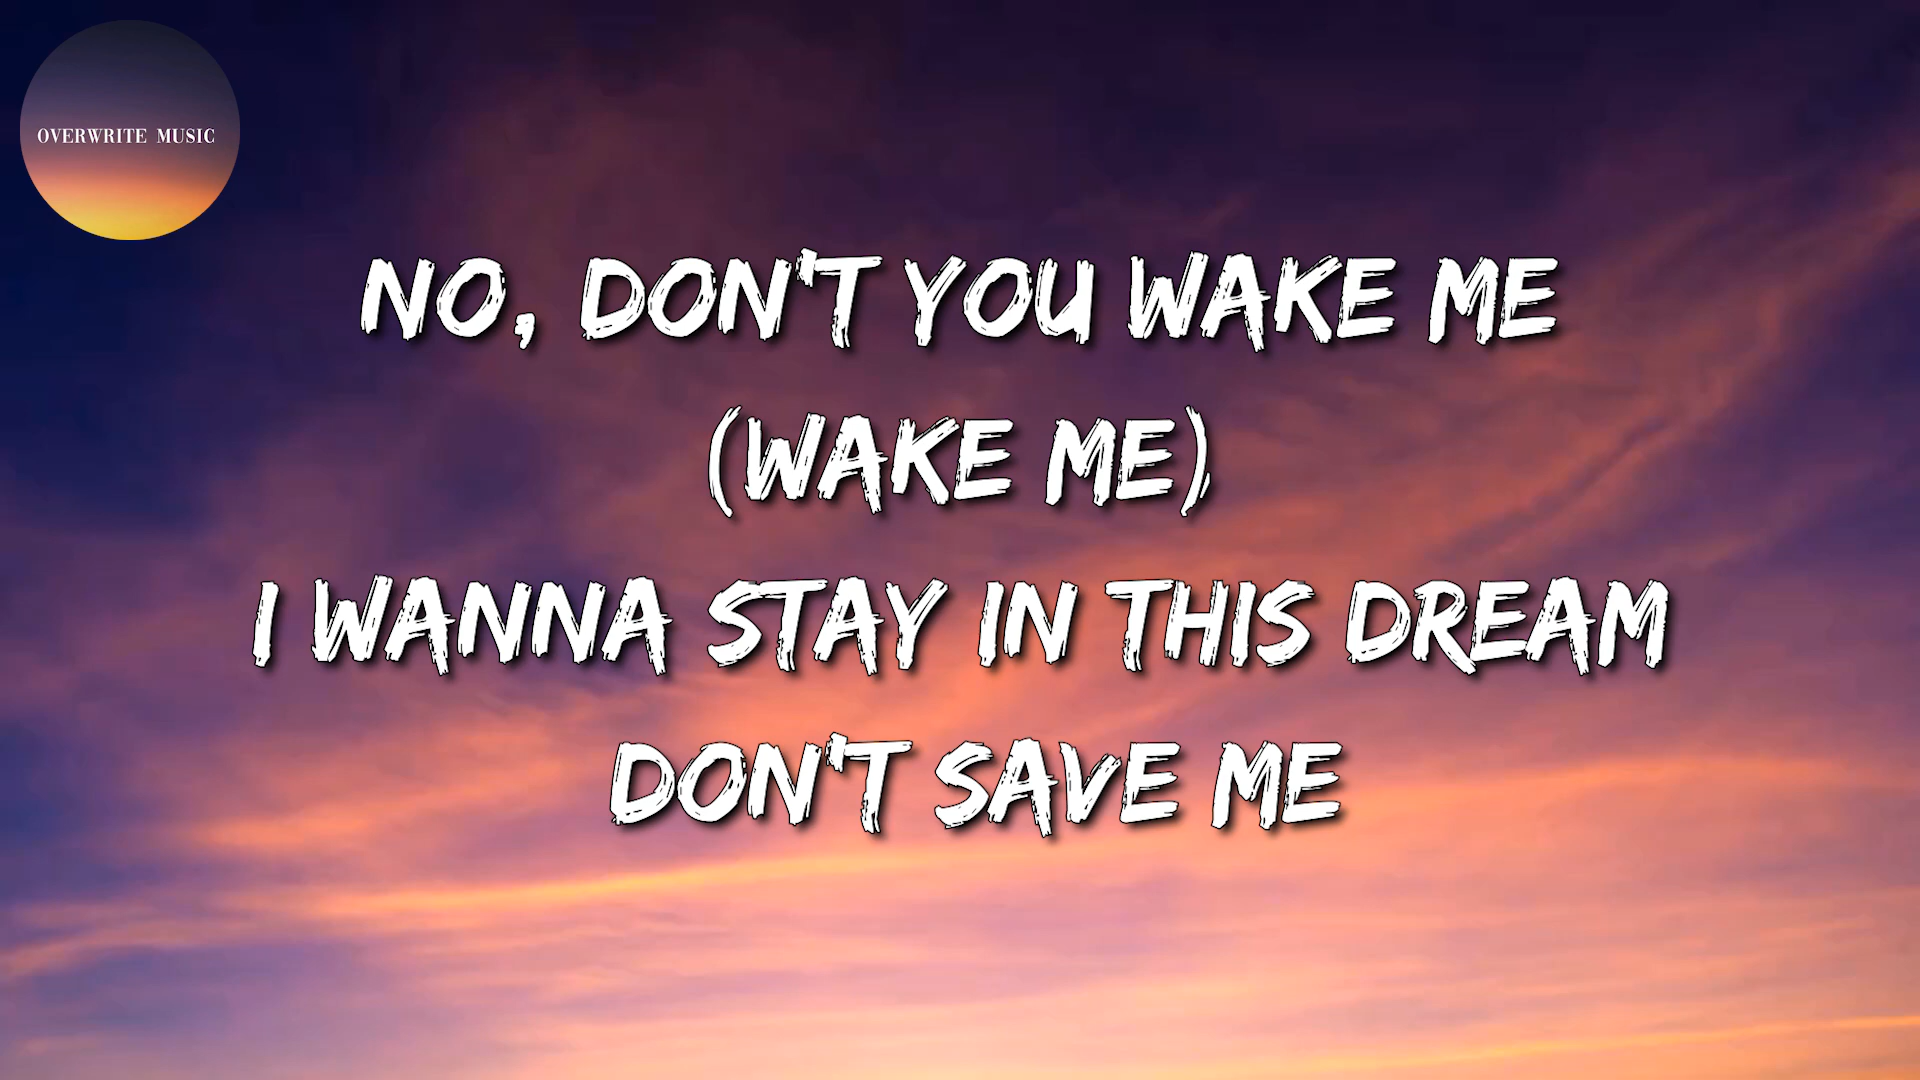 OVERWRITE MUSIC
NO, DON'T YOU WAKE ME
(WAKE ME)
I WANNA STAY IN THIS DREAM
DON'T SAVE ME